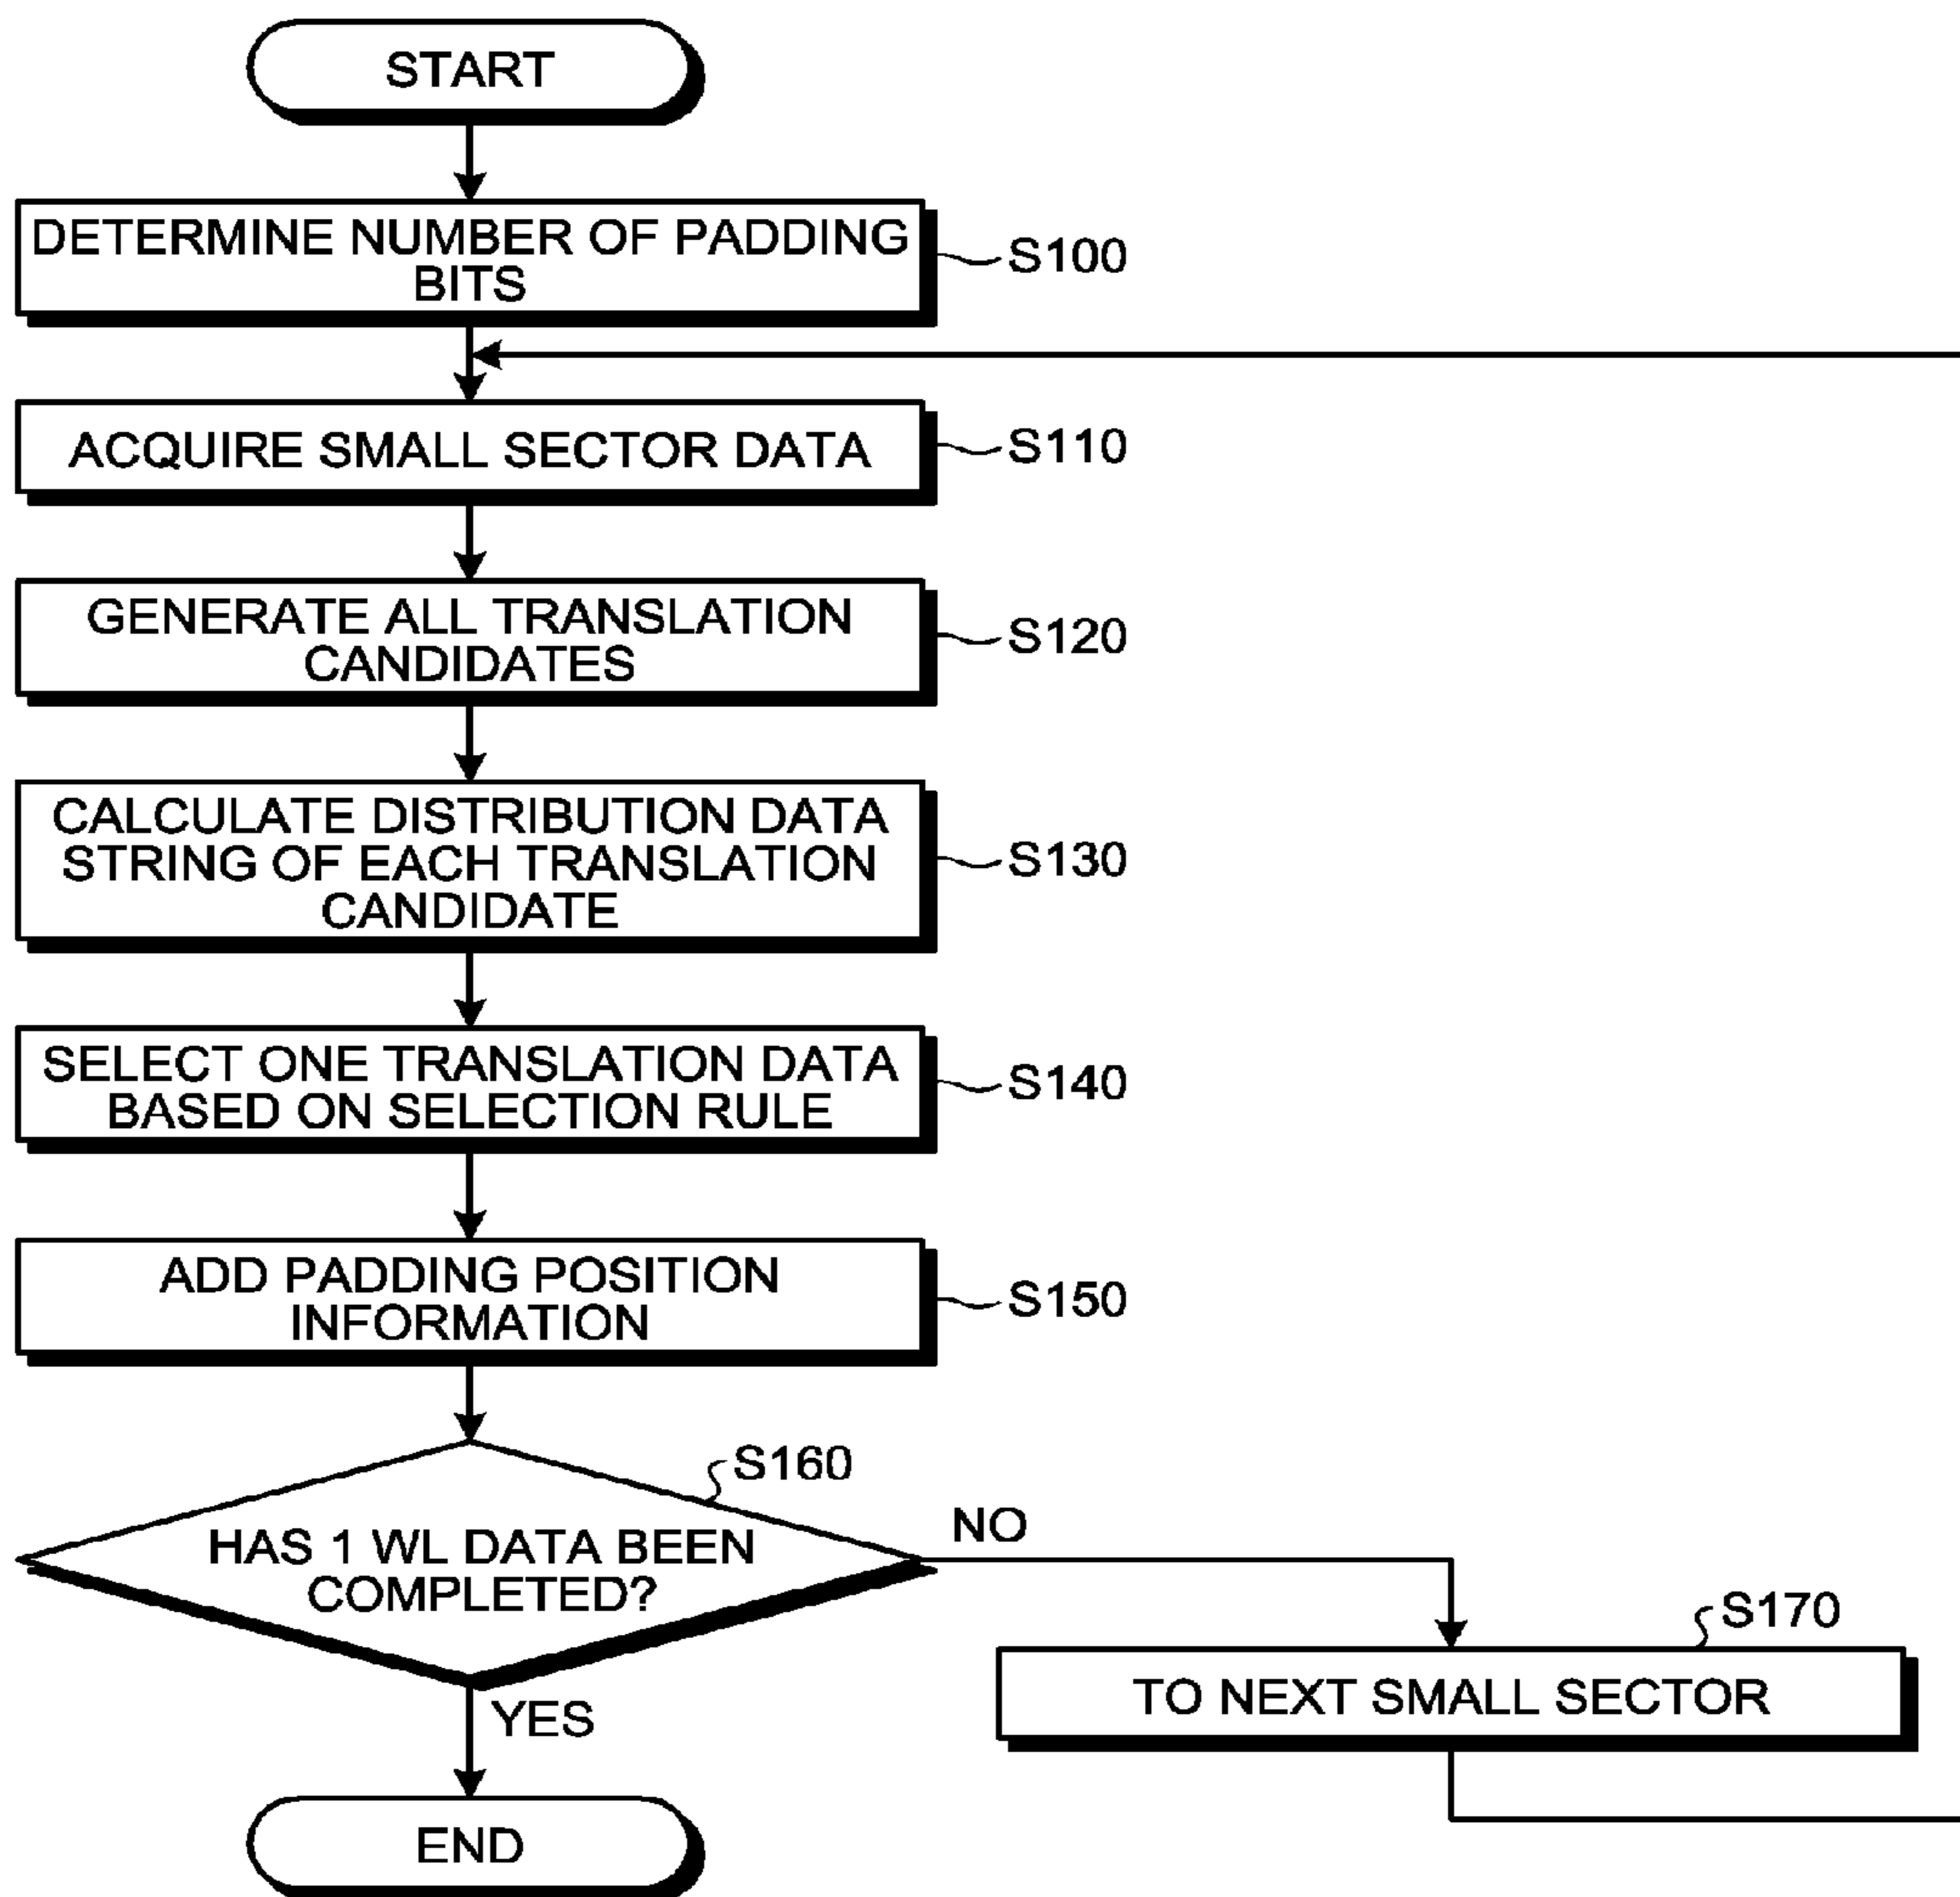 START
DETERMINE NUMBER OF PADDING
BITS
S100
ACQUIRE SMALL SECTOR DATA
S110
GENERATE ALL TRANSLATION
CANDIDATES
S120
CALCULATE DISTRIBUTION DATA
STRING OF EACH TRANSLATION
CANDIDATE
S130
SELECT ONE TRANSLATION DATA
BASED ON SELECTION RULE
S140
ADD PADDING POSITION
INFORMATION
S150
S160
HAS 1 WL DATA BEEN
COMPLETED?
NO
S170
TO NEXT SMALL SECTOR
YES
END